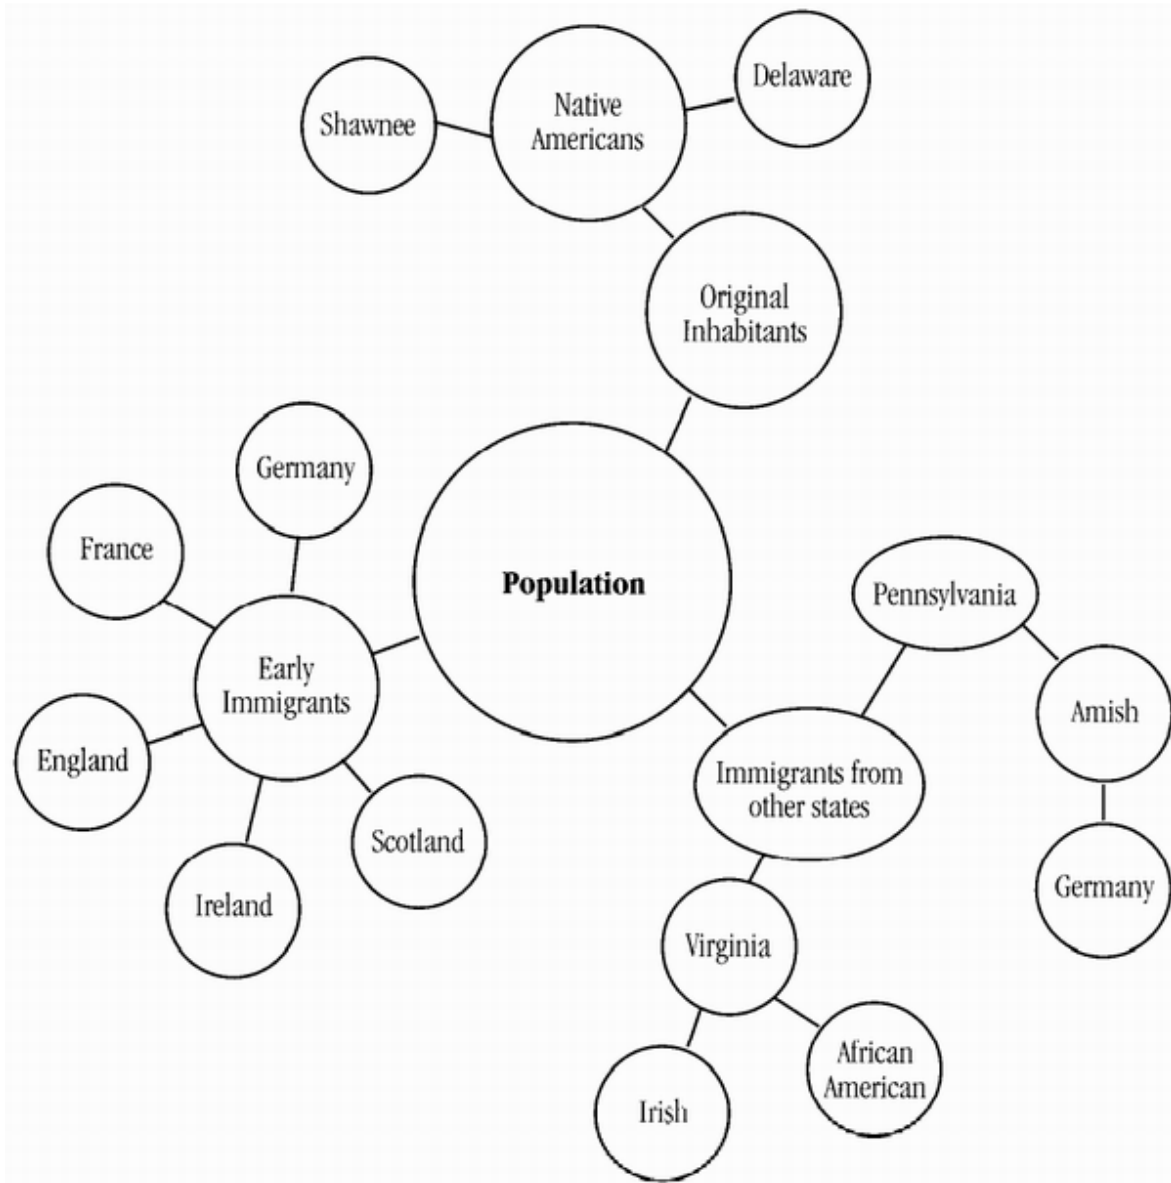 Delaware
Native
Americans
Shawnee
Original
Inhabitants
Germany
France
Population
Pennsylvania
Early
Immigrants
Amish
England
Immigrants from
other states
Scotland
Germany
Ireland
Virginia
African
American
Irish